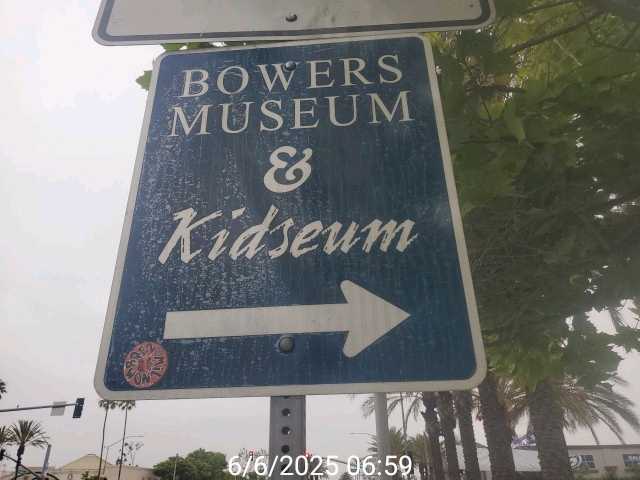 BOWERS
MUSEUM
&
Kidseum
6/6/2025 06:59